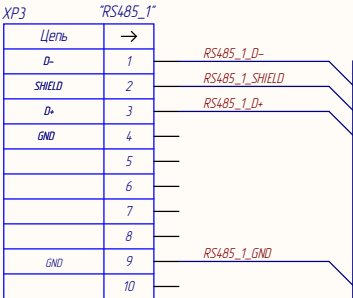 XP3 "RS485_1"
Цепь →
D- 1 RS485_1_D-
SHIELD 2 RS485_1_SHIELD
D+ 3 RS485_1_D+
GND 4
5
6
7
8
GND 9 RS485_1_GND
10